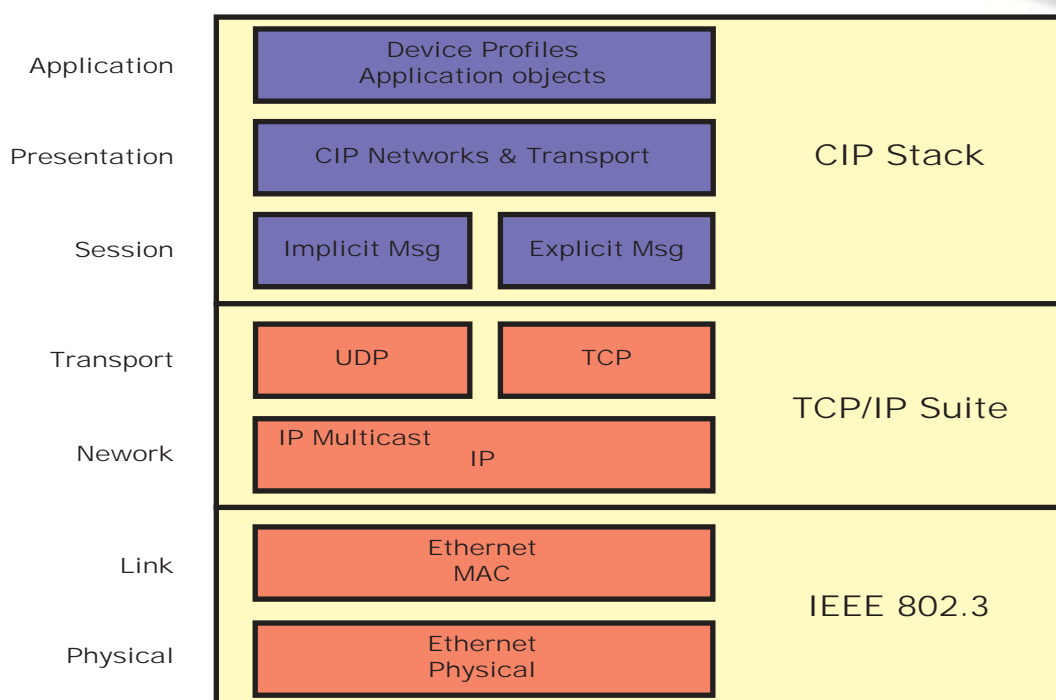 Application
Device Profiles
Application objects
Presentation
CIP Networks & Transport
CIP Stack
Session
Implicit Msg
Explicit Msg
Transport
UDP
TCP
TCP/IP Suite
Nework
IP Multicast
IP
Link
Ethernet
MAC
IEEE 802.3
Physical
Ethernet
Physical